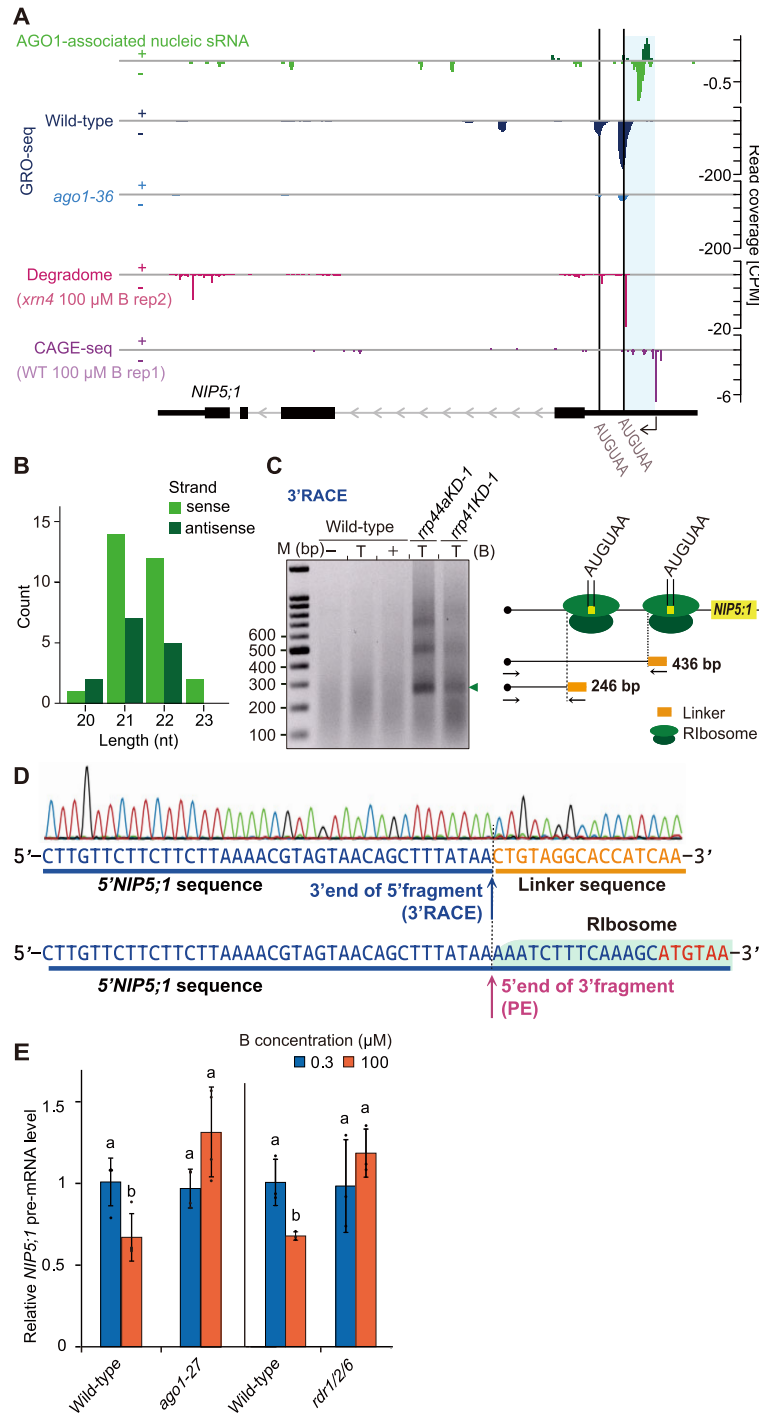 A
AGO1-associated nucleic sRNA
+
-
-0.5
GRO-seq
Wild-type
+
-
-200
ago1-36
+
-
-200
Read coverage [CPM]
Degradome
+
-
(xrn4 100 µM B rep2)
-20
CAGE-seq
+
-
(WT 100 µM B rep1)
-6
NIP5;1
AUGUAA
AUGUAA
B
Strand
sense
antisense
Count
15
10
5
0
20 21 22 23
Length (nt)
C
3'RACE
Wild-type
rrp44aKD-1
rrp41KD-1
M (bp) – T + T T (B)
600
500
400
300
200
100
AUGUAA
AUGUAA
NIP5:1
436 bp
246 bp
Linker
RIbosome
D
5'–CTTGTTCTTCTTCTTAAAACGTAGTAACAGCTTTATAACTGTAGGCACCATCAA–3'
5'NIP5;1 sequence
Linker sequence
3'end of 5'fragment
(3'RACE)
RIbosome
5'–CTTGTTCTTCTTCTTAAAACGTAGTAACAGCTTTATAAAAATCTTTCAAAGCATGTAA–3'
5'NIP5;1 sequence
5'end of 3'fragment
(PE)
E
B concentration (µM)
0.3 100
Relative NIP5;1 pre-mRNA level
1.5
1
0.5
0
a b a a a b a a
Wild-type
ago1-27
Wild-type
rdr1/2/6